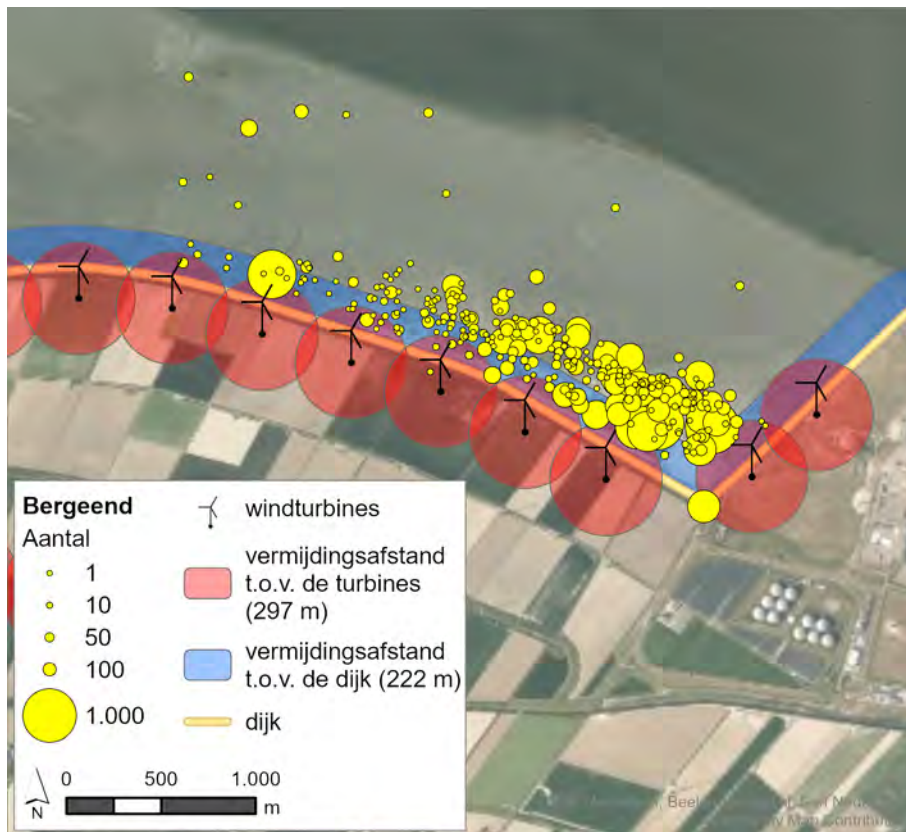 Bergeend
Aantal
1
10
50
100
1.000
windturbines
vermijdingsafstand
t.o.v. de turbines
(297 m)
vermijdingsafstand
t.o.v. de dijk (222 m)
dijk
N
0 500 1.000
m